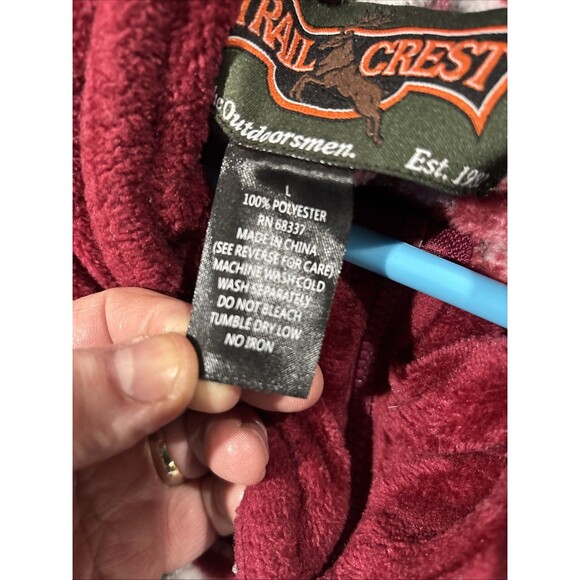 TRAIL CREST
Outdoorsmen.
Est.
L
100% POLYESTER
RN 68337
MADE IN CHINA
(SEE REVERSE FOR CARE)
MACHINE WASH COLD
WASH SEPARATELY
DO NOT BLEACH
TUMBLE DRY LOW
NO IRON